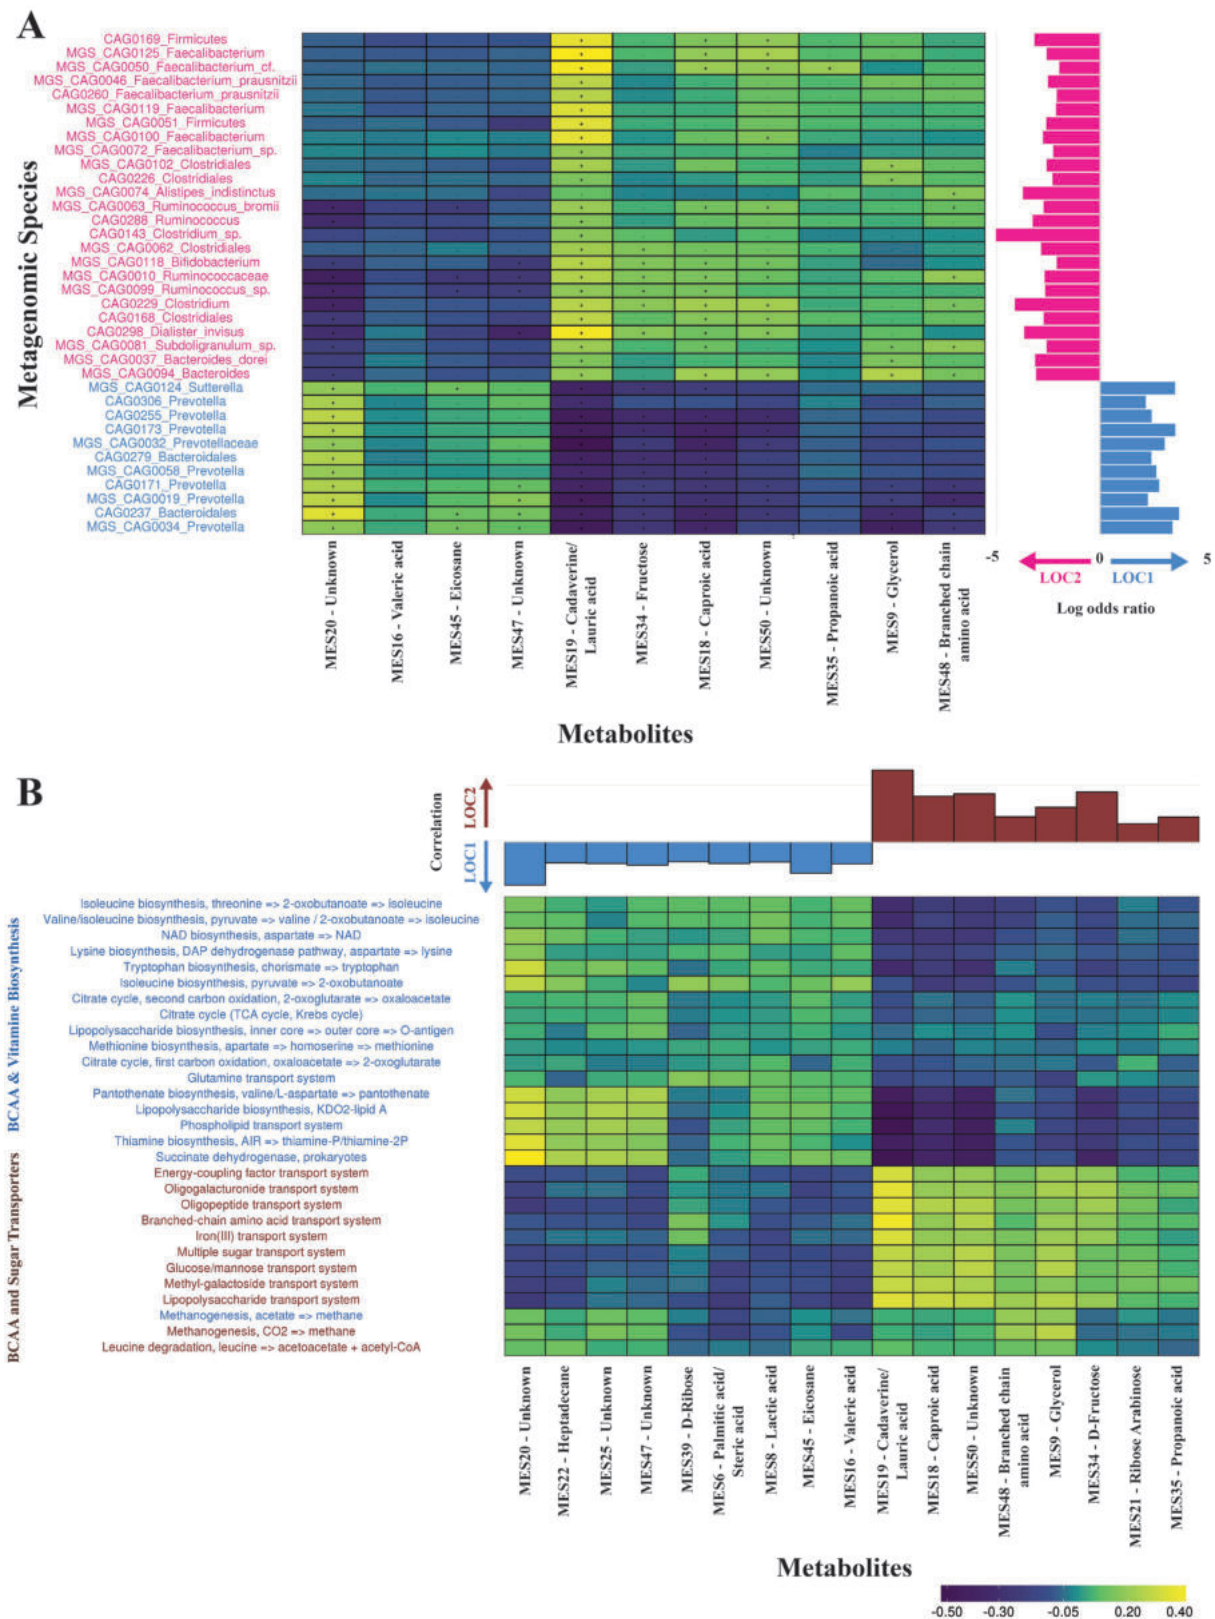 A
Metagenomic Species
CAG0169_Firmicutes
MGS_CAG0125_Faecalibacterium
MGS_CAG0050_Faecalibacterium_cf.
MGS_CAG0046_Faecalibacterium_prausnitzii
CAG0260_Faecalibacterium_prausnitzii
MGS_CAG0119_Faecalibacterium
MGS_CAG0051_Firmicutes
MGS_CAG0100_Faecalibacterium
MGS_CAG0072_Faecalibacterium_sp.
MGS_CAG0102_Clostridiales
CAG0226_Clostridiales
MGS_CAG0074_Alistipes_indistinctus
MGS_CAG0063_Ruminococcus_bromii
CAG0288_Ruminococcus
CAG0143_Clostridium_sp.
MGS_CAG0062_Clostridiales
MGS_CAG0118_Bifidobacterium
MGS_CAG0010_Ruminococcaceae
MGS_CAG0099_Ruminococcus_sp.
CAG0229_Clostridium
CAG0168_Clostridiales
CAG0298_Dialister_invisus
MGS_CAG0081_Subdoligranulum_sp.
MGS_CAG0037_Bacteroides_dorei
MGS_CAG0094_Bacteroides
MGS_CAG0124_Sutterella
CAG0306_Prevotella
CAG0255_Prevotella
CAG0173_Prevotella
MGS_CAG0032_Prevotellaceae
CAG0279_Bacteroidales
MGS_CAG0058_Prevotella
CAG0171_Prevotella
MGS_CAG0019_Prevotella
CAG0237_Bacteroidales
MGS_CAG0034_Prevotella
MES20 - Unknown
MES16 - Valeric acid
MES45 - Eicosane
MES47 - Unknown
MES19 - Cadaverine/
Lauric acid
MES34 - Fructose
MES18 - Caproic acid
MES50 - Unknown
MES35 - Propanoic acid
MES9 - Glycerol
MES48 - Branched chain
amino acid
-5 0 5
LOC2 LOC1
Log odds ratio
Metabolites
B
Correlation
LOC2
LOC1
BCAA & Vitamine Biosynthesis
Isoleucine biosynthesis, threonine => 2-oxobutanoate => isoleucine
Valine/isoleucine biosynthesis, pyruvate => valine / 2-oxobutanoate => isoleucine
NAD biosynthesis, aspartate => NAD
Lysine biosynthesis, DAP dehydrogenase pathway, aspartate => lysine
Tryptophan biosynthesis, chorismate => tryptophan
Isoleucine biosynthesis, pyruvate => 2-oxobutanoate
Citrate cycle, second carbon oxidation, 2-oxoglutarate => oxaloacetate
Citrate cycle (TCA cycle, Krebs cycle)
Lipopolysaccharide biosynthesis, inner core => outer core => O-antigen
Methionine biosynthesis, apartate => homoserine => methionine
Citrate cycle, first carbon oxidation, oxaloacetate => 2-oxoglutarate
Glutamine transport system
Pantothenate biosynthesis, valine/L-aspartate => pantothenate
Lipopolysaccharide biosynthesis, KDO2-lipid A
Phospholipid transport system
Thiamine biosynthesis, AIR => thiamine-P/thiamine-2P
Succinate dehydrogenase, prokaryotes
BCAA and Sugar Transporters
Energy-coupling factor transport system
Oligogalacturonide transport system
Oligopeptide transport system
Branched-chain amino acid transport system
Iron(III) transport system
Multiple sugar transport system
Glucose/mannose transport system
Methyl-galactoside transport system
Lipopolysaccharide transport system
Methanogenesis, acetate => methane
Methanogenesis, CO2 => methane
Leucine degradation, leucine => acetoacetate + acetyl-CoA
MES20 - Unknown
MES22 - Heptadecane
MES25 - Unknown
MES47 - Unknown
MES39 - D-Ribose
MES6 - Palmitic acid/
Steric acid
MES8 - Lactic acid
MES45 - Eicosane
MES16 - Valeric acid
MES19 - Cadaverine/
Lauric acid
MES18 - Caproic acid
MES50 - Unknown
MES48 - Branched chain
amino acid
MES9 - Glycerol
MES34 - D-Fructose
MES21 - Ribose Arabinose
MES35 - Propanoic acid
Metabolites
-0.50 -0.30 -0.05 0.20 0.40